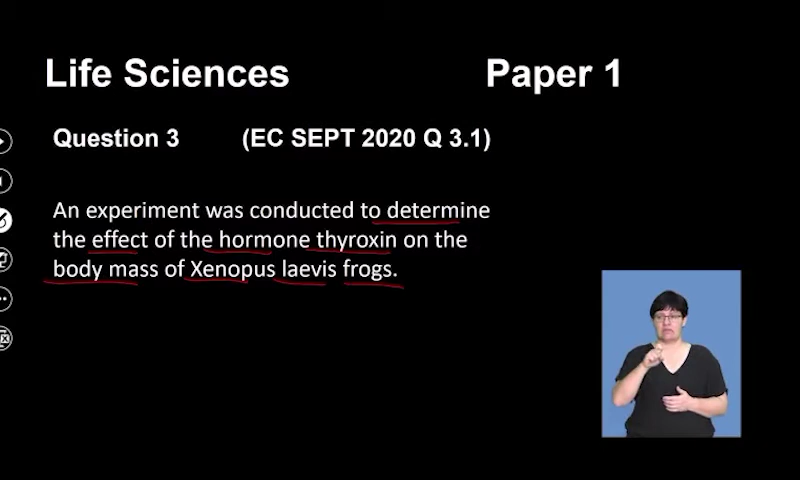 Life Sciences Paper 1
Question 3 (EC SEPT 2020 Q 3.1)
An experiment was conducted to determine
the effect of the hormone thyroxin on the
body mass of Xenopus laevis frogs.